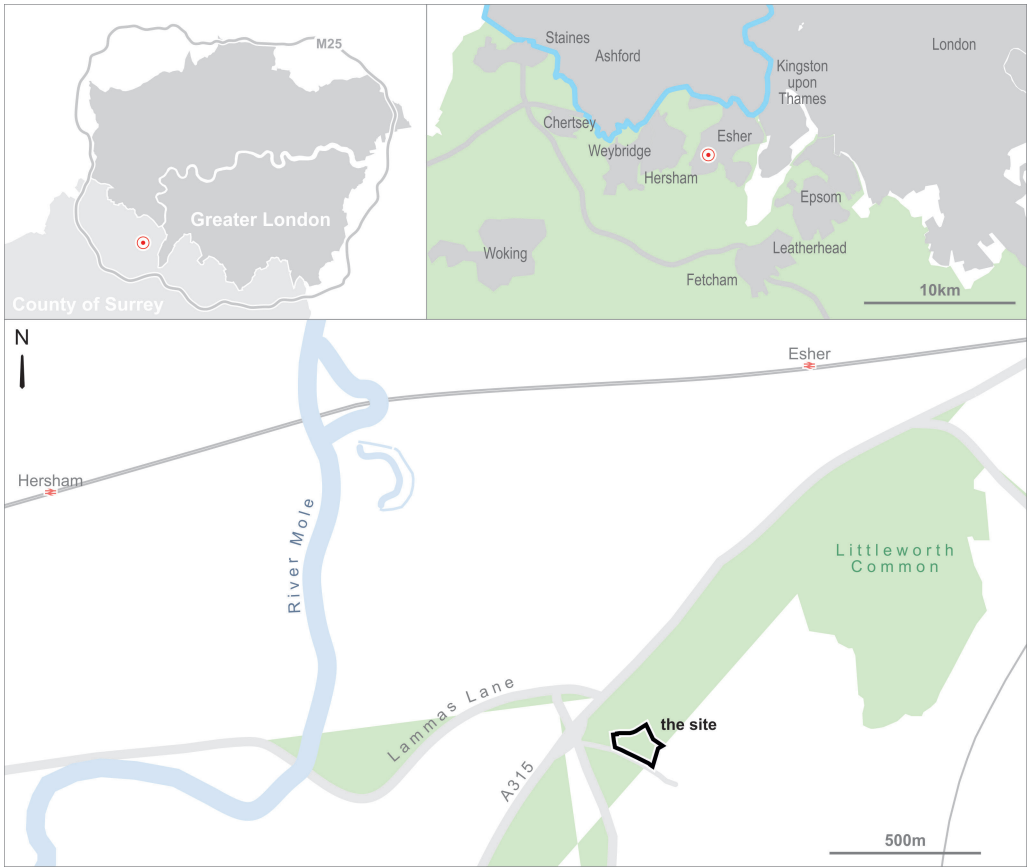 M25
Greater London
County of Surrey
Staines
Ashford
London
Kingston
upon
Thames
Chertsey
Esher
Weybridge
Hersham
Epsom
Woking
Leatherhead
Fetcham
10km
N
Esher
Hersham
River Mole
Littleworth
Common
Lammas Lane
the site
A315
500m